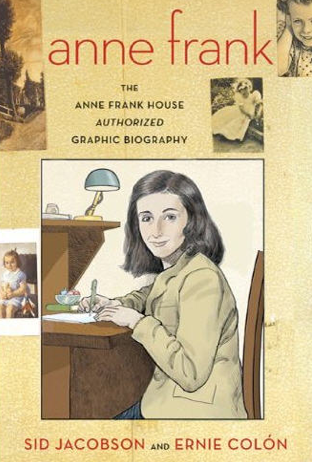 anne frank
THE
ANNE FRANK HOUSE
AUTHORIZED
GRAPHIC BIOGRAPHY
SID JACOBSON AND ERNIE COLÓN